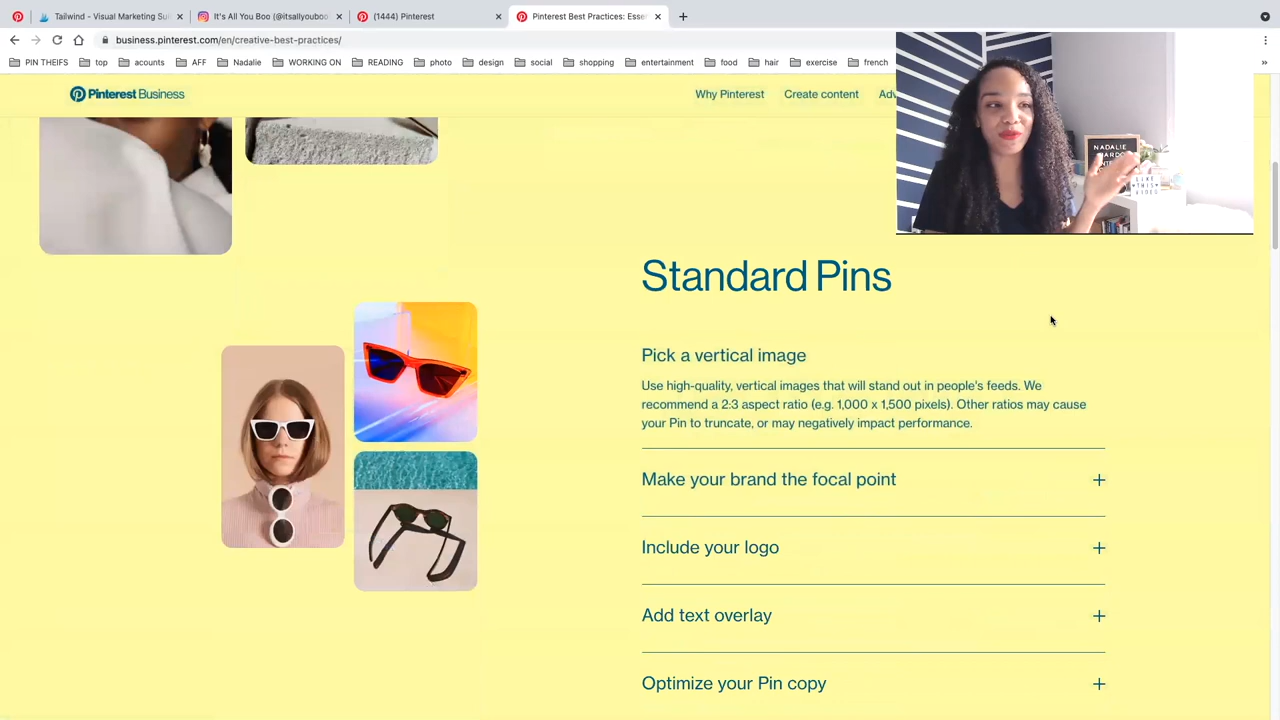 Tailwind - Visual Marketing Sui
It's All You Boo (@itsallyouboo
(1444) Pinterest
Pinterest Best Practices: Esse
business.pinterest.com/en/creative-best-practices/
PIN THEIFS
top
acounts
AFF
Nadalie
WORKING ON
READING
photo
design
social
shopping
entertainment
food
hair
exercise
french
Pinterest Business
Why Pinterest
Create content
Adv
NADALIE
LIKE
THIS
VIDEO
Standard Pins
Pick a vertical image
Use high-quality, vertical images that will stand out in people's feeds. We
recommend a 2:3 aspect ratio (e.g. 1,000 x 1,500 pixels). Other ratios may cause
your Pin to truncate, or may negatively impact performance.
Make your brand the focal point
Include your logo
Add text overlay
Optimize your Pin copy